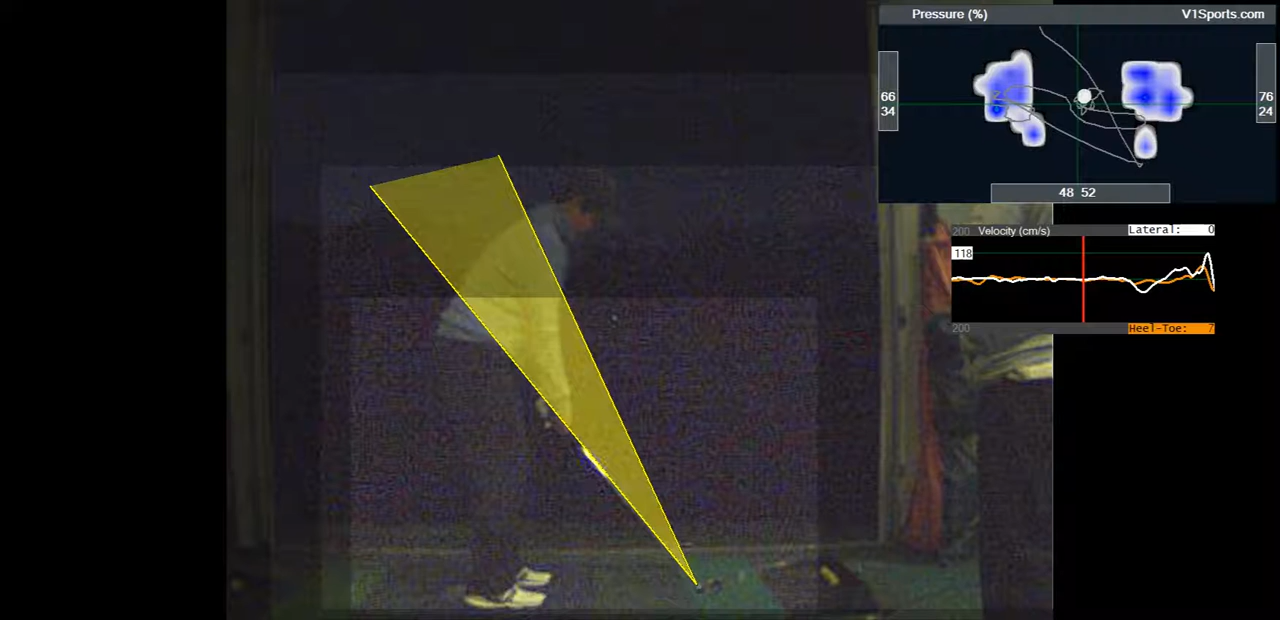 Pressure (%) V1Sports.com
66 76
34 24
48 52
200 Velocity (cm/s) Lateral: 0
118
200 Heel-Toe: 7